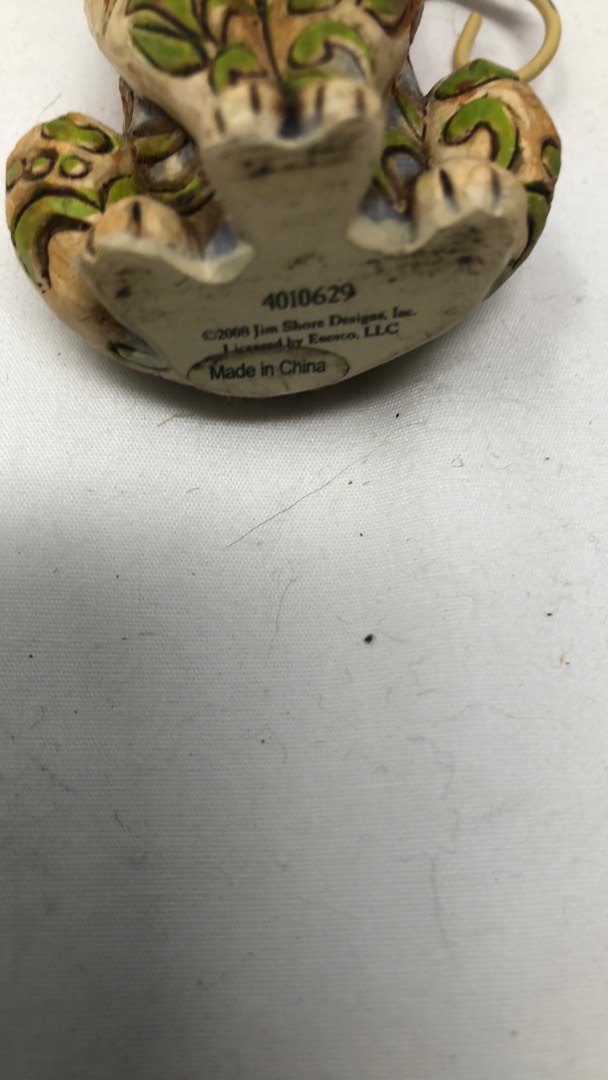 4010629
©2008 Jim Shore Designs, Inc.
Licensed by Enesco, LLC
Made in China